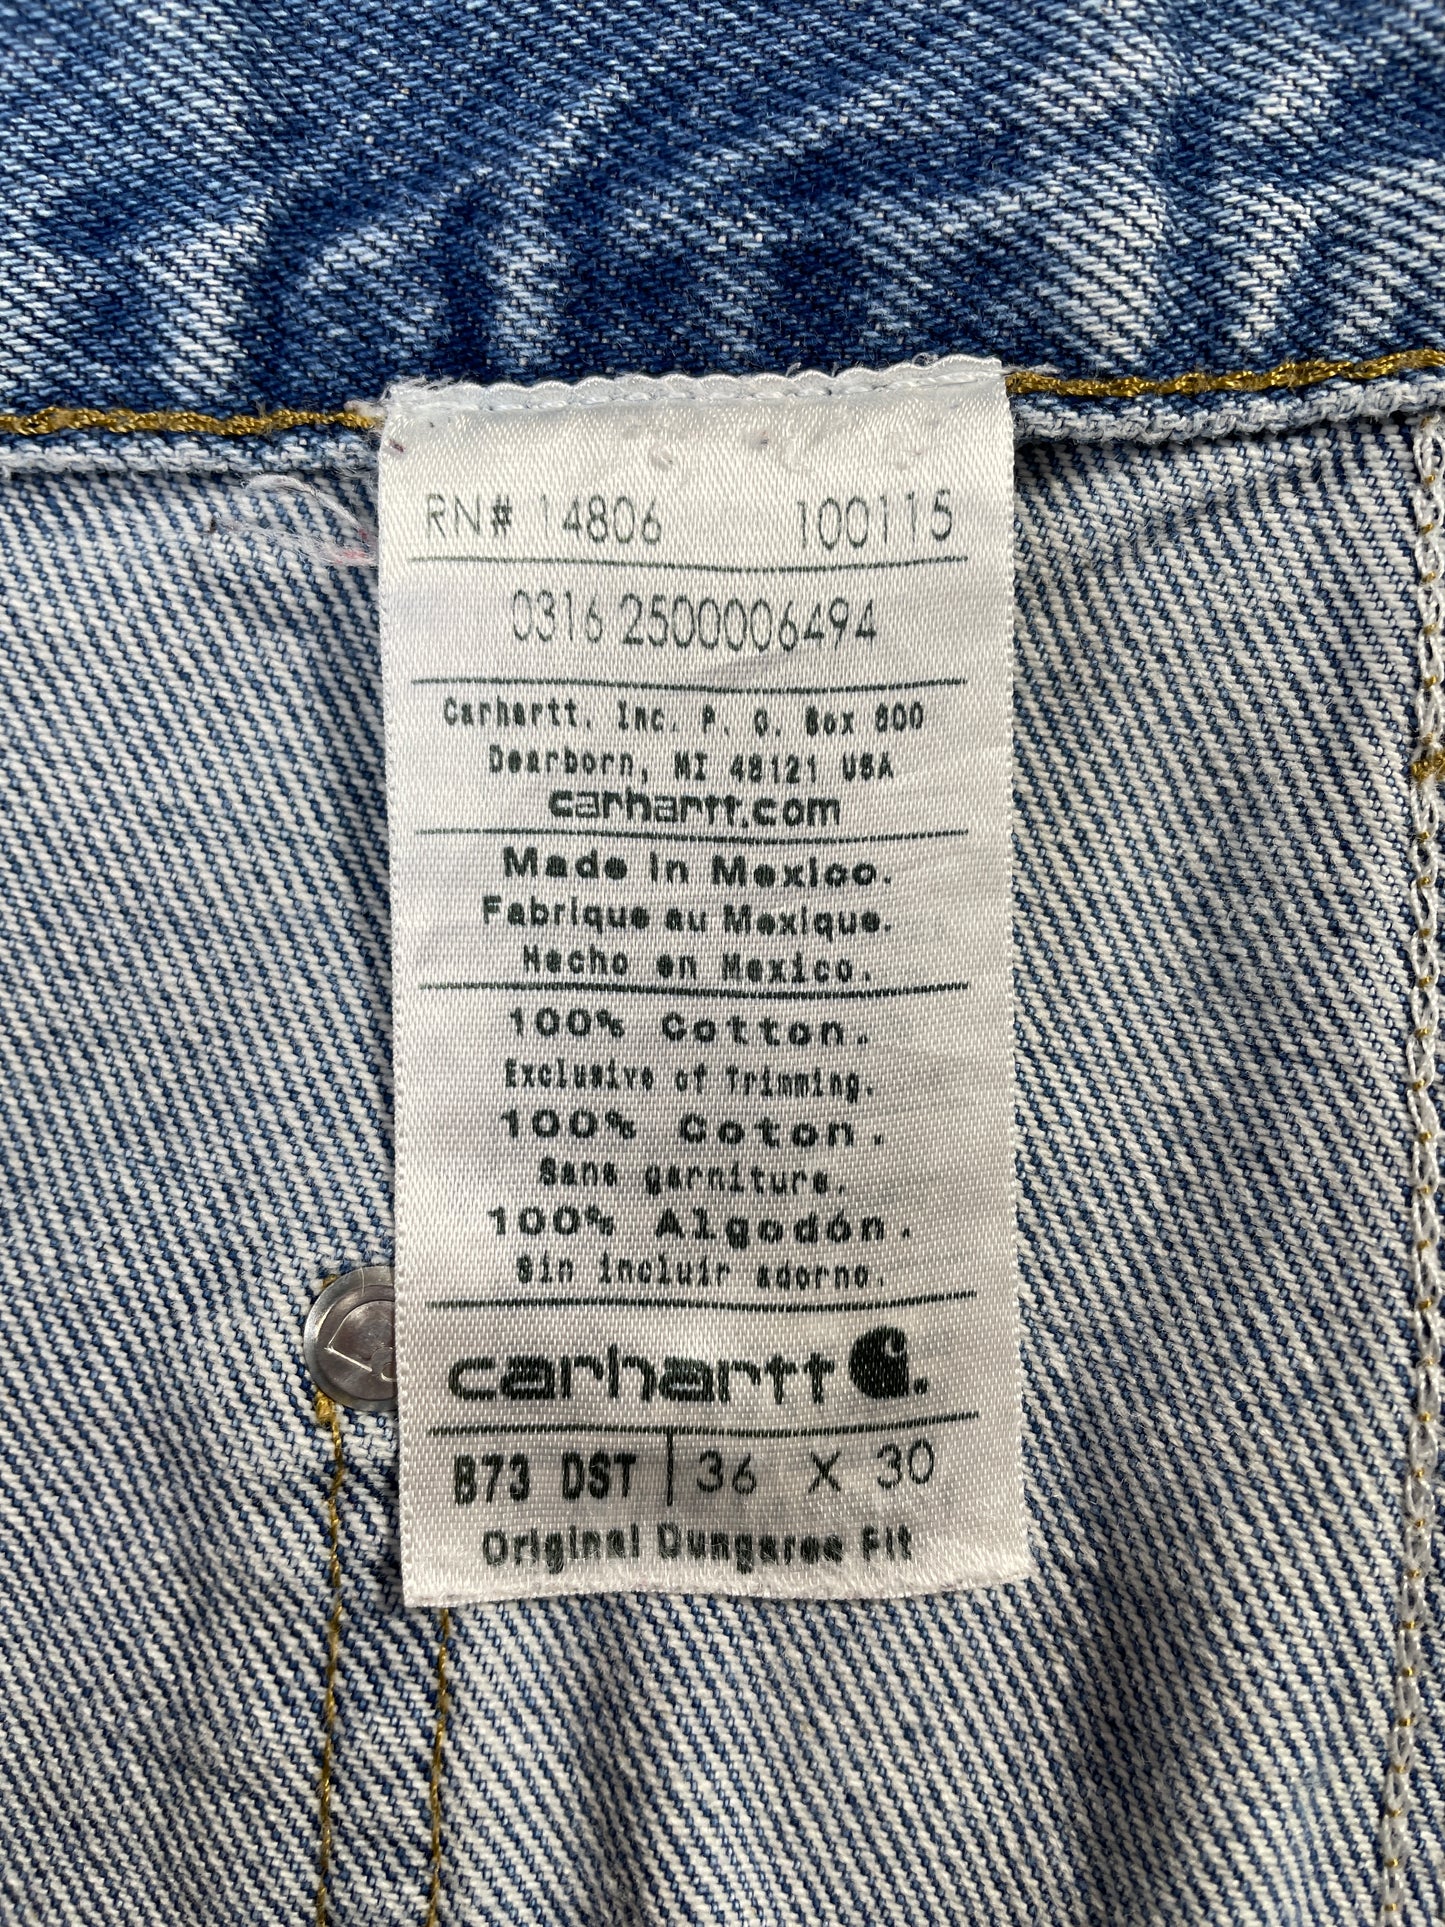 RN# 14806 100115
0316 2500006494
Carhartt, Inc. P. O. Box 600
Dearborn, MI 48121 USA
carhartt.com
Made in Mexico.
Fabrique au Mexique.
Hecho en Mexico.
100% Cotton.
Exclusive of Trimming.
100% Coton.
Sans garniture.
100% Algodón.
Sin incluir adorno.
carhartt
B73 DST | 36 X 30
Original Dungaree Fit